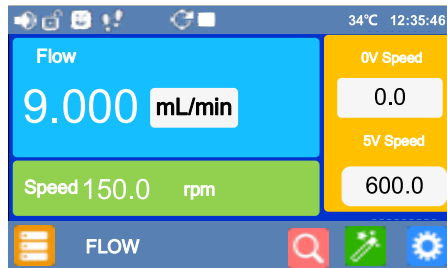 34℃ 12:35:46
Flow
9.000 mL/min
Speed 150.0 rpm
0V Speed
0.0
5V Speed
600.0
FLOW